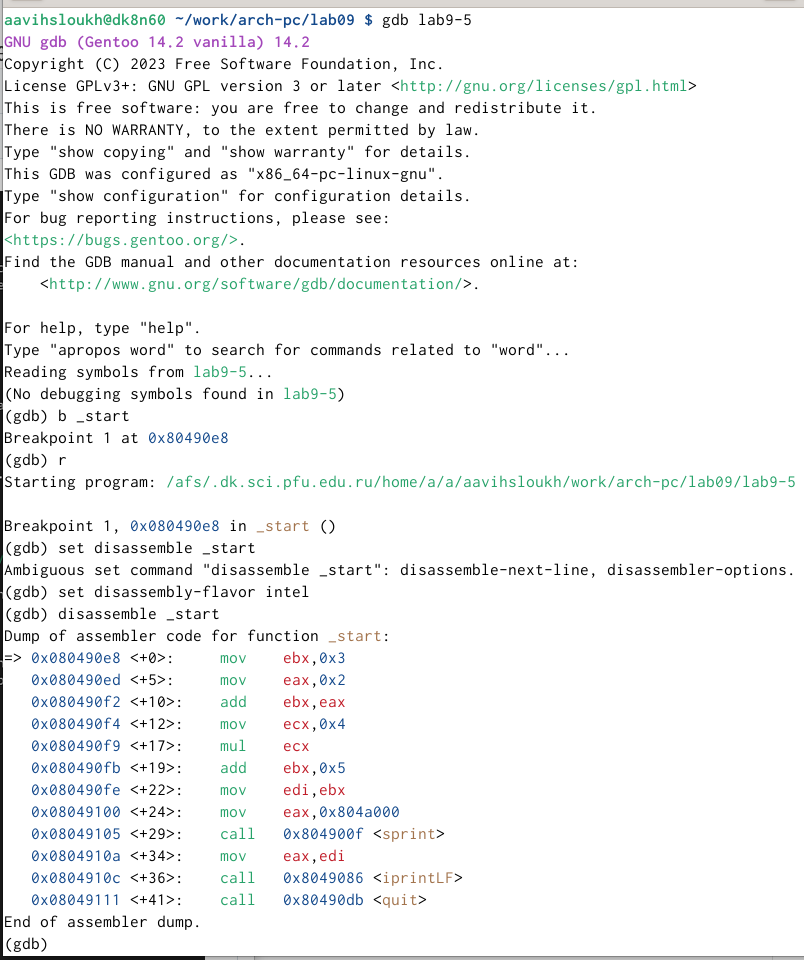 aavihsloukh@dk8n60 ~/work/arch-pc/lab09 $ gdb lab9-5
GNU gdb (Gentoo 14.2 vanilla) 14.2
Copyright (C) 2023 Free Software Foundation, Inc.
License GPLv3+: GNU GPL version 3 or later <http://gnu.org/licenses/gpl.html>
This is free software: you are free to change and redistribute it.
There is NO WARRANTY, to the extent permitted by law.
Type "show copying" and "show warranty" for details.
This GDB was configured as "x86_64-pc-linux-gnu".
Type "show configuration" for configuration details.
For bug reporting instructions, please see:
<https://bugs.gentoo.org/>.
Find the GDB manual and other documentation resources online at:
    <http://www.gnu.org/software/gdb/documentation/>.

For help, type "help".
Type "apropos word" to search for commands related to "word"...
Reading symbols from lab9-5...
(No debugging symbols found in lab9-5)
(gdb) b _start
Breakpoint 1 at 0x80490e8
(gdb) r
Starting program: /afs/.dk.sci.pfu.edu.ru/home/a/a/aavihsloukh/work/arch-pc/lab09/lab9-5

Breakpoint 1, 0x080490e8 in _start ()
(gdb) set disassemble _start
Ambiguous set command "disassemble _start": disassemble-next-line, disassembler-options.
(gdb) set disassembly-flavor intel
(gdb) disassemble _start
Dump of assembler code for function _start:
=> 0x080490e8 <+0>:     mov    ebx,0x3
   0x080490ed <+5>:     mov    eax,0x2
   0x080490f2 <+10>:    add    ebx,eax
   0x080490f4 <+12>:    mov    ecx,0x4
   0x080490f9 <+17>:    mul    ecx
   0x080490fb <+19>:    add    ebx,0x5
   0x080490fe <+22>:    mov    edi,ebx
   0x08049100 <+24>:    mov    eax,0x804a000
   0x08049105 <+29>:    call   0x804900f <sprint>
   0x0804910a <+34>:    mov    eax,edi
   0x0804910c <+36>:    call   0x8049086 <iprintLF>
   0x08049111 <+41>:    call   0x80490db <quit>
End of assembler dump.
(gdb)